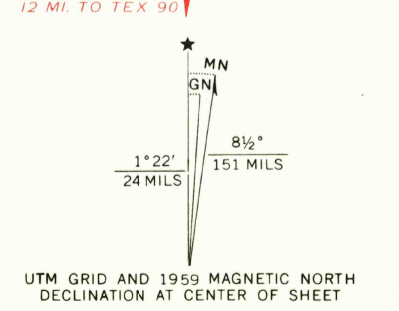 12 MI. TO TEX 90
★
MN
GN
8½°
151 MILS
1°22′
24 MILS
UTM GRID AND 1959 MAGNETIC NORTH
DECLINATION AT CENTER OF SHEET